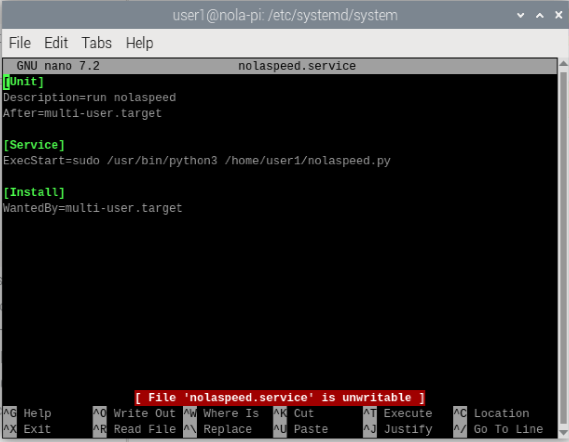 user1@nola-pi: /etc/systemd/system
File Edit Tabs Help
GNU nano 7.2 nolaspeed.service
[Unit]
Description=run nolaspeed
After=multi-user.target
[Service]
ExecStart=sudo /usr/bin/python3 /home/user1/nolaspeed.py
[Install]
WantedBy=multi-user.target
[ File 'nolaspeed.service' is unwritable ]
^G Help ^O Write Out ^W Where Is ^K Cut ^T Execute ^C Location
^X Exit ^R Read File ^\ Replace ^U Paste ^J Justify ^/ Go To Line